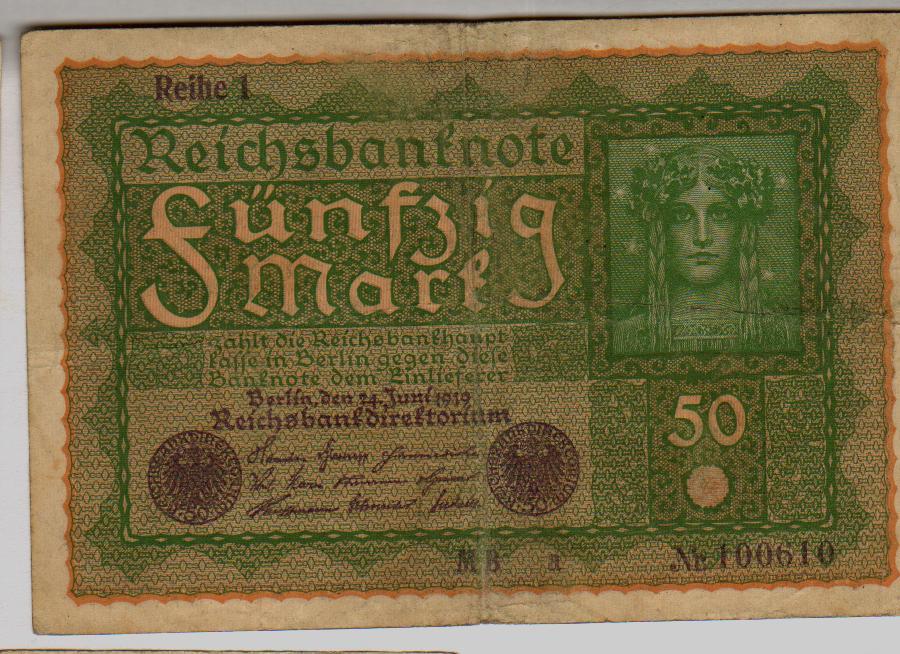 Reihe 1
Reichsbanknote
Fünfzig
Mark
zahlt die Reichsbankhaupt
kasse in Berlin gegen diese
Banknote dem Einlieferer
Berlin, den 24. Juni 1919
Reichsbankdirektorium
50
M B a
Nr. 100610